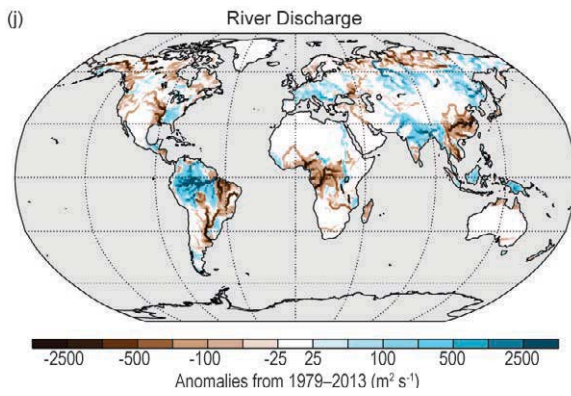 (j)
River Discharge
-2500 -500 -100 -25 25 100 500 2500
Anomalies from 1979–2013 (m² s⁻¹)